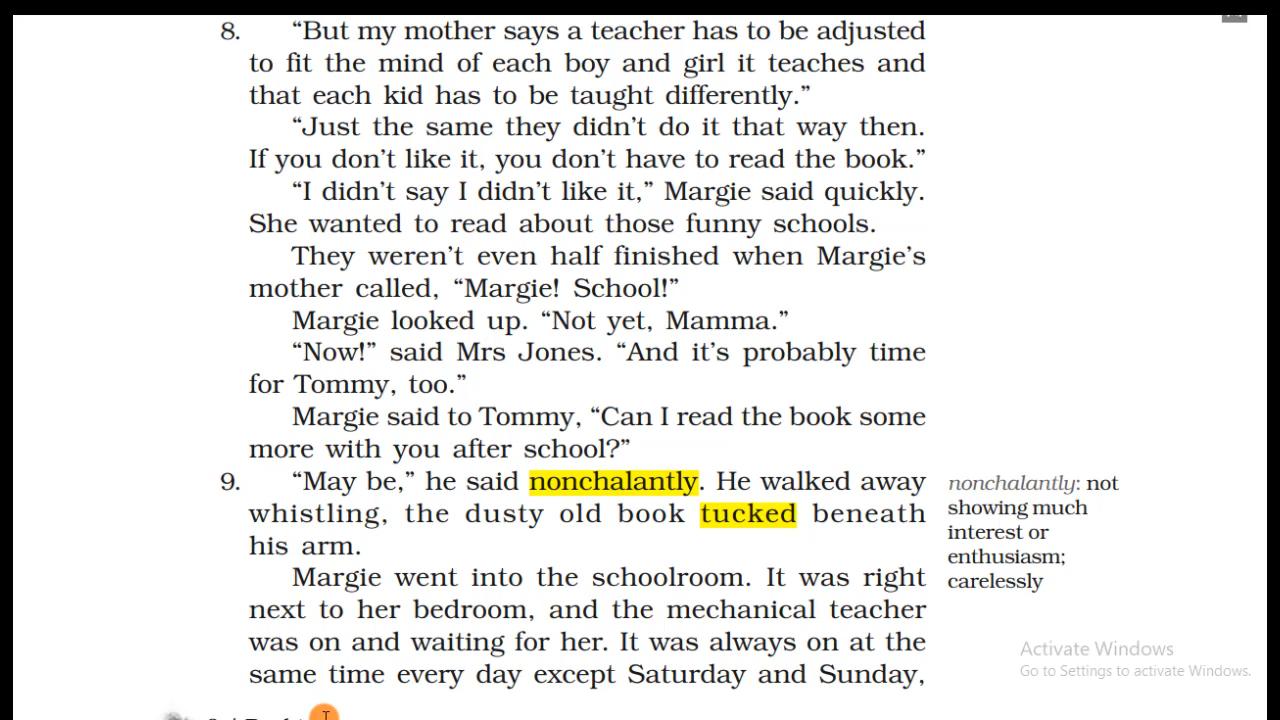 8. “But my mother says a teacher has to be adjusted
to fit the mind of each boy and girl it teaches and
that each kid has to be taught differently.”
“Just the same they didn’t do it that way then.
If you don’t like it, you don’t have to read the book.”
“I didn’t say I didn’t like it,” Margie said quickly.
She wanted to read about those funny schools.
They weren’t even half finished when Margie’s
mother called, “Margie! School!”
Margie looked up. “Not yet, Mamma.”
“Now!” said Mrs Jones. “And it’s probably time
for Tommy, too.”
Margie said to Tommy, “Can I read the book some
more with you after school?”
9. “May be,” he said nonchalantly. He walked away
whistling, the dusty old book tucked beneath
his arm.
Margie went into the schoolroom. It was right
next to her bedroom, and the mechanical teacher
was on and waiting for her. It was always on at the
same time every day except Saturday and Sunday,
nonchalantly: not
showing much
interest or
enthusiasm;
carelessly
Activate Windows
Go to Settings to activate Windows.